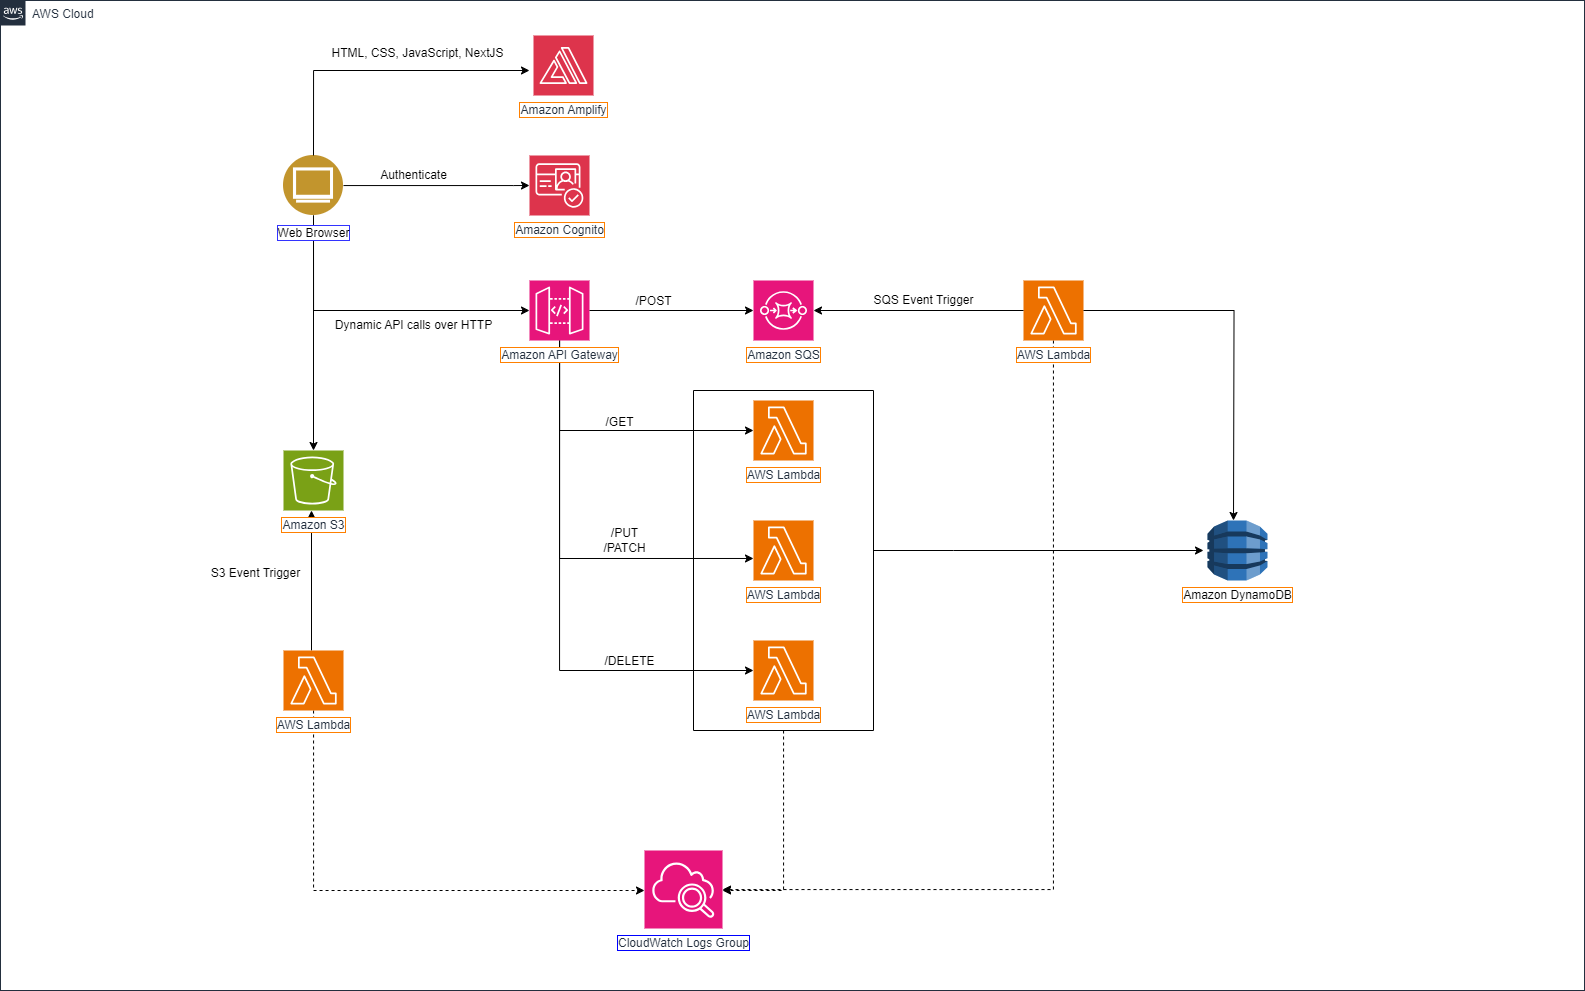 aws
AWS Cloud
HTML, CSS, JavaScript, NextJS
Amazon Amplify
Authenticate
Web Browser
Amazon Cognito
/POST
SQS Event Trigger
Dynamic API calls over HTTP
</>
Amazon API Gateway
Amazon SQS
AWS Lambda
/GET
AWS Lambda
Amazon S3
/PUT
/PATCH
S3 Event Trigger
AWS Lambda
Amazon DynamoDB
/DELETE
AWS Lambda
AWS Lambda
CloudWatch Logs Group